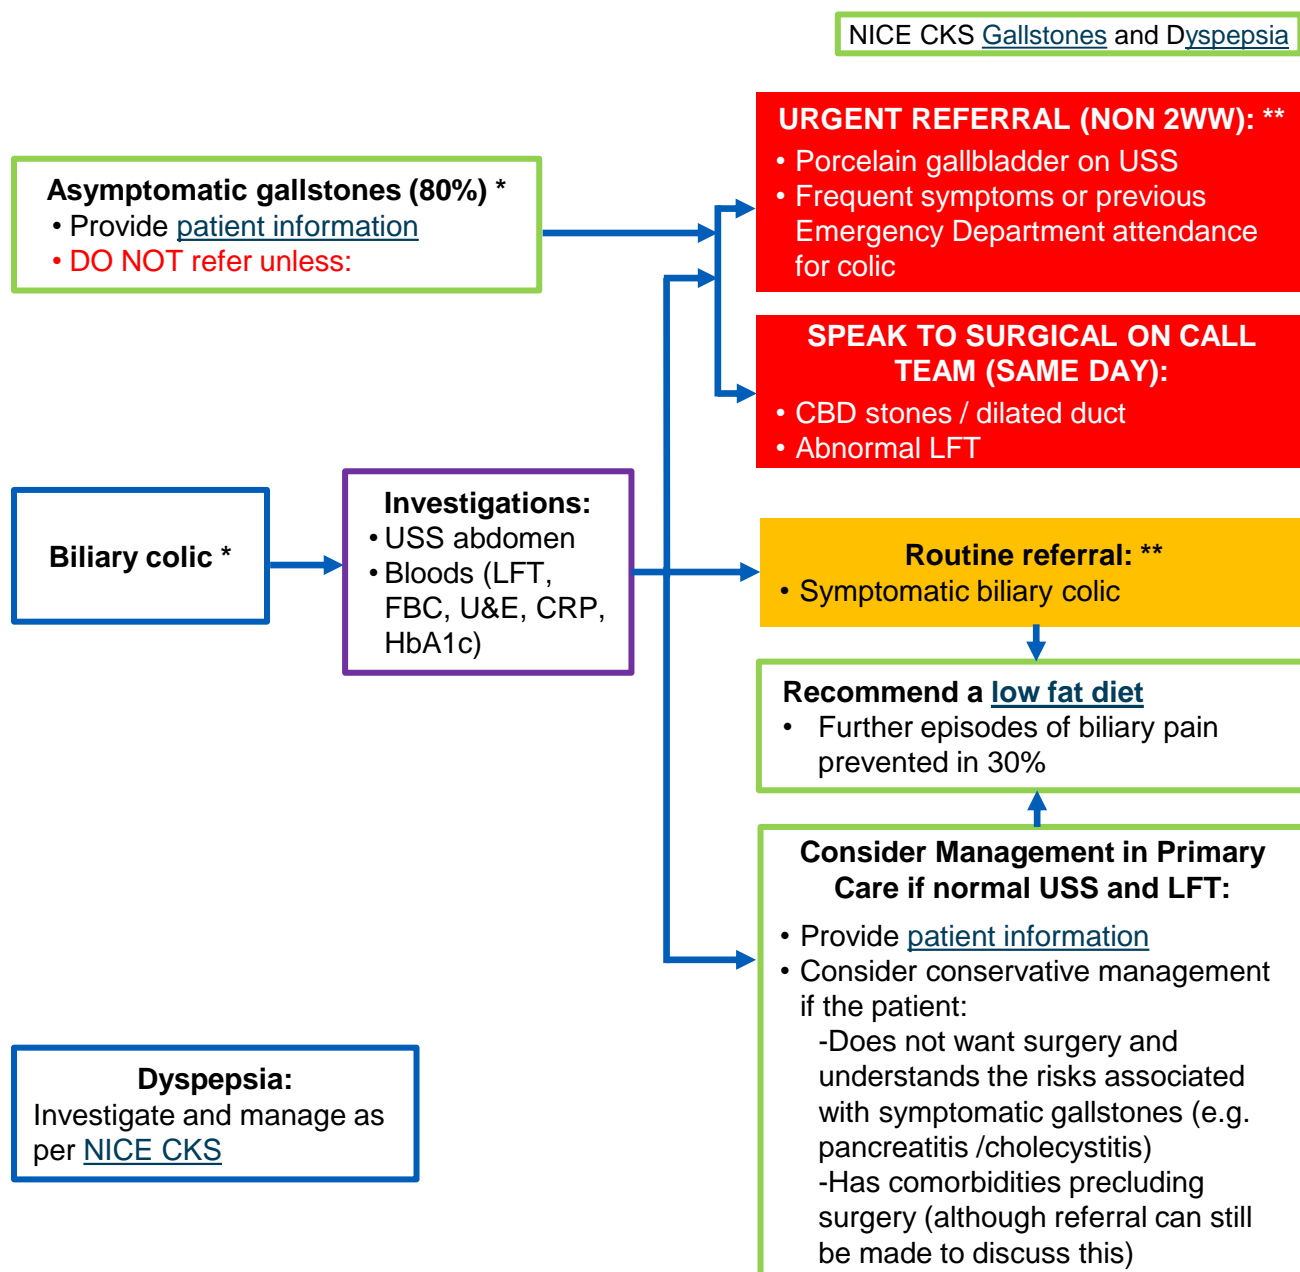 NICE CKS Gallstones and Dyspepsia
URGENT REFERRAL (NON 2WW): **
• Porcelain gallbladder on USS
• Frequent symptoms or previous
Emergency Department attendance
for colic
Asymptomatic gallstones (80%) *
• Provide patient information
• DO NOT refer unless:
SPEAK TO SURGICAL ON CALL
TEAM (SAME DAY):
• CBD stones / dilated duct
• Abnormal LFT
Biliary colic *
Investigations:
• USS abdomen
• Bloods (LFT,
FBC, U&E, CRP,
HbA1c)
Routine referral: **
• Symptomatic biliary colic
Recommend a low fat diet
• Further episodes of biliary pain
prevented in 30%
Consider Management in Primary
Care if normal USS and LFT:
• Provide patient information
• Consider conservative management
if the patient:
-Does not want surgery and
understands the risks associated
with symptomatic gallstones (e.g.
pancreatitis /cholecystitis)
-Has comorbidities precluding
surgery (although referral can still
be made to discuss this)
Dyspepsia:
Investigate and manage as
per NICE CKS